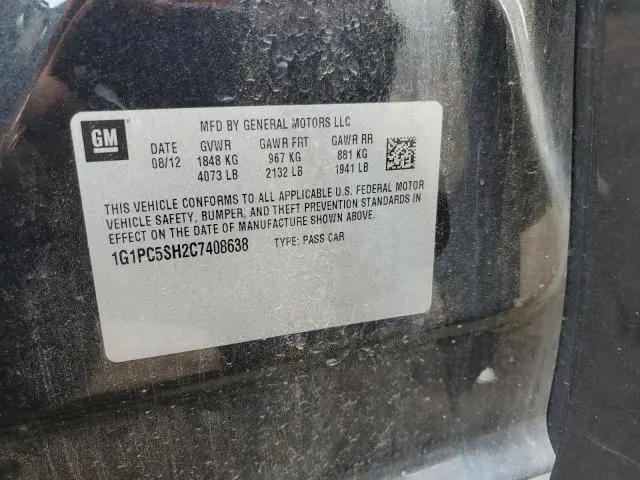 GM
MFD BY GENERAL MOTORS LLC
DATE GVWR GAWR FRT GAWR RR
08/12 1848 KG 967 KG 881 KG
4073 LB 2132 LB 1941 LB
THIS VEHICLE CONFORMS TO ALL APPLICABLE U.S. FEDERAL MOTOR
VEHICLE SAFETY, BUMPER, AND THEFT PREVENTION STANDARDS IN
EFFECT ON THE DATE OF MANUFACTURE SHOWN ABOVE.
1G1PC5SH2C7408638 TYPE: PASS CAR